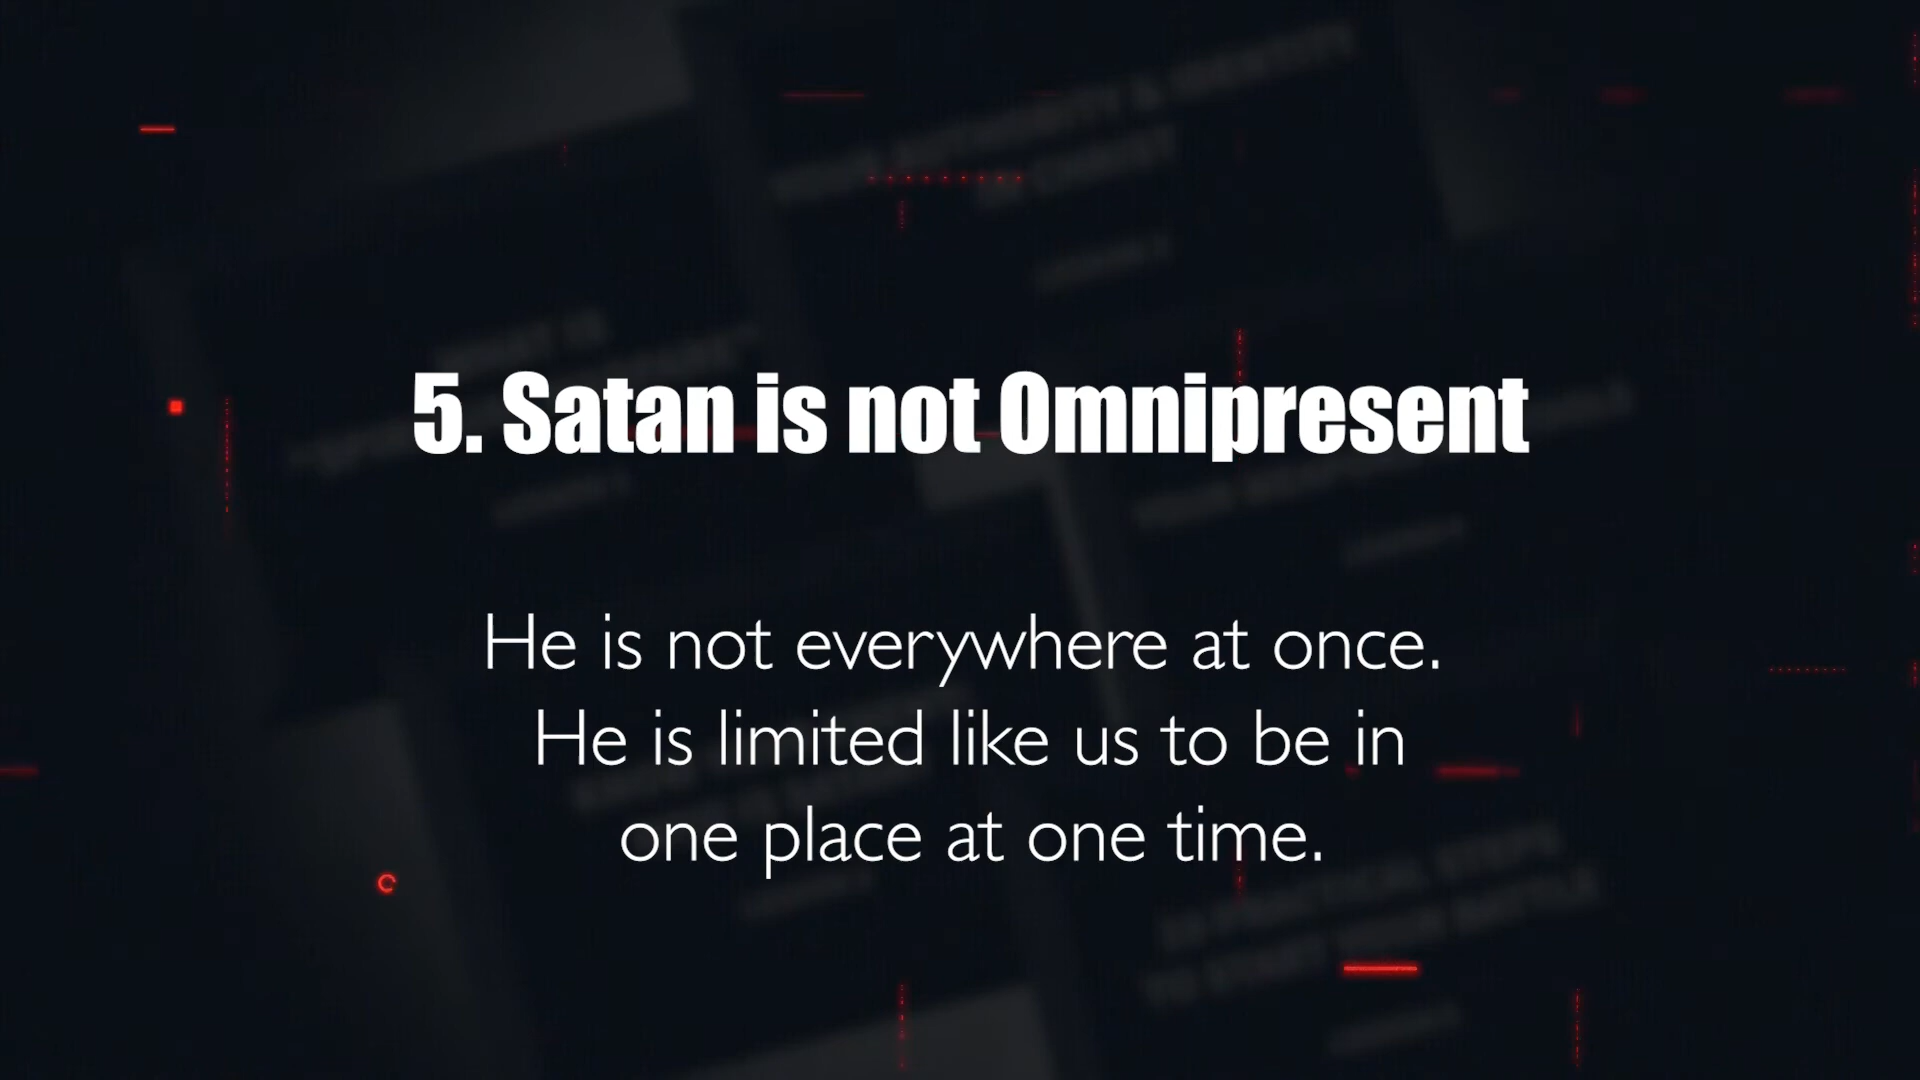 5. Satan is not Omnipresent
He is not everywhere at once.
He is limited like us to be in
one place at one time.